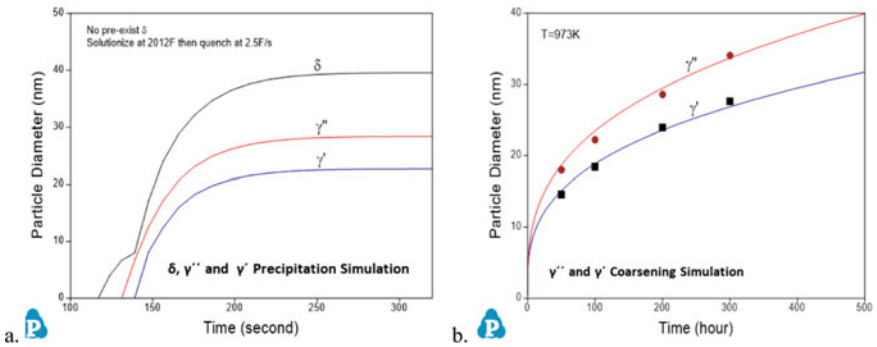 50
40
30
20
10
0
Particle Diameter (nm)
No pre-exist δ
Solutionize at 2012F then quench at 2.5F/s
δ
γ"
γ'
δ, γ´´ and γ´ Precipitation Simulation
100 150 200 250 300
Time (second)
a. P
40
30
20
10
0
Particle Diameter (nm)
T=973K
γ"
γ'
γ´´ and γ´ Coarsening Simulation
0 100 200 300 400 500
Time (hour)
b. P